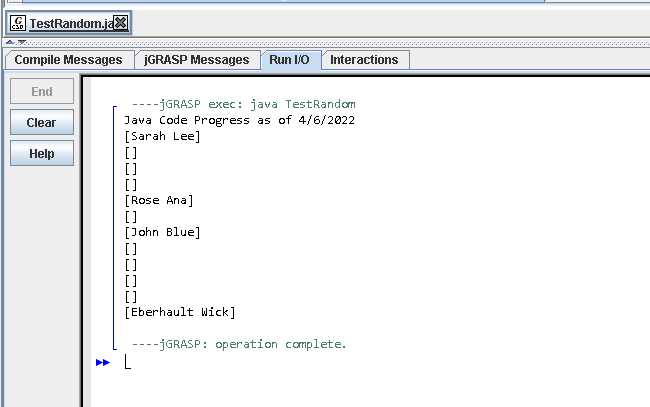 TestRandom.ja
Compile Messages jGRASP Messages Run I/O Interactions
End
Clear
Help
----jGRASP exec: java TestRandom
Java Code Progress as of 4/6/2022
[Sarah Lee]
[]
[]
[]
[Rose Ana]
[]
[John Blue]
[]
[]
[]
[]
[Eberhault Wick]
----jGRASP: operation complete.